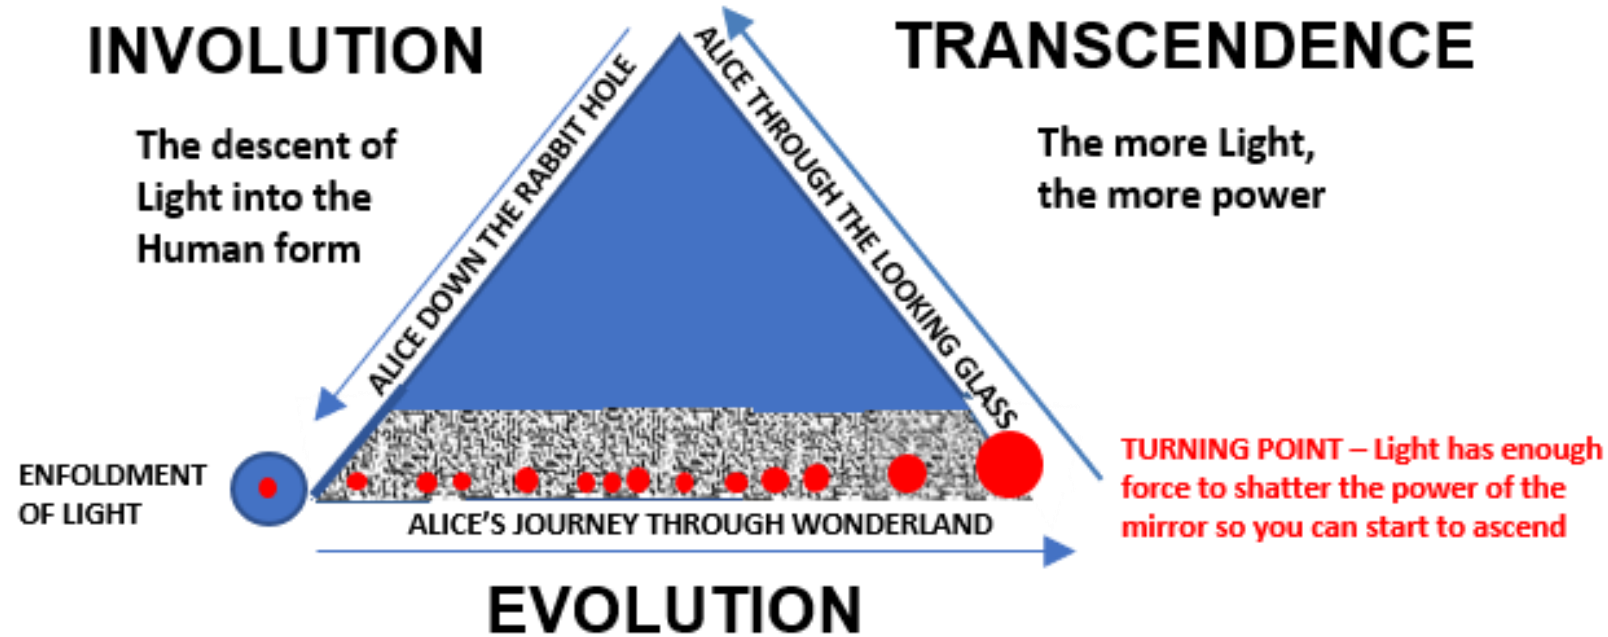 INVOLUTION
TRANSCENDENCE
The descent of
Light into the
Human form
ALICE DOWN THE RABBIT HOLE
ALICE THROUGH THE LOOKING GLASS
The more Light,
the more power
ENFOLDMENT
OF LIGHT
TURNING POINT – Light has enough
force to shatter the power of the
mirror so you can start to ascend
ALICE'S JOURNEY THROUGH WONDERLAND
EVOLUTION